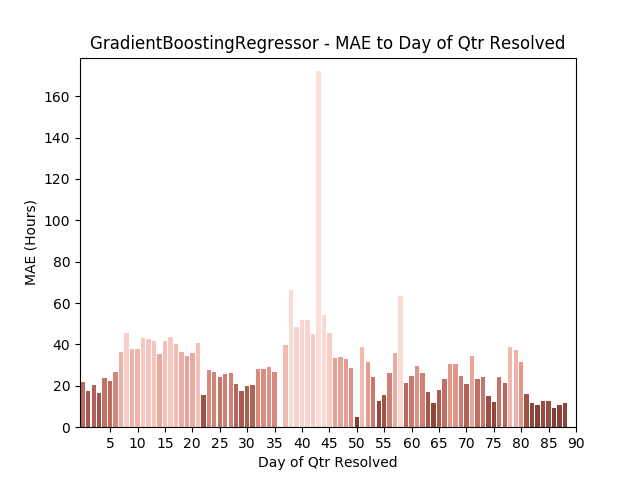 GradientBoostingRegressor - MAE to Day of Qtr Resolved
160
140
120
100
80
60
40
20
0
MAE (Hours)
5 10 15 20 25 30 35 40 45 50 55 60 65 70 75 80 85 90
Day of Qtr Resolved